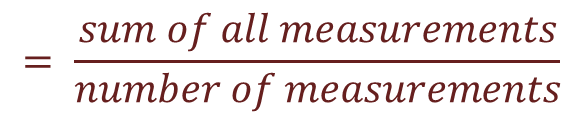 sum of all measurements
=
number of measurements